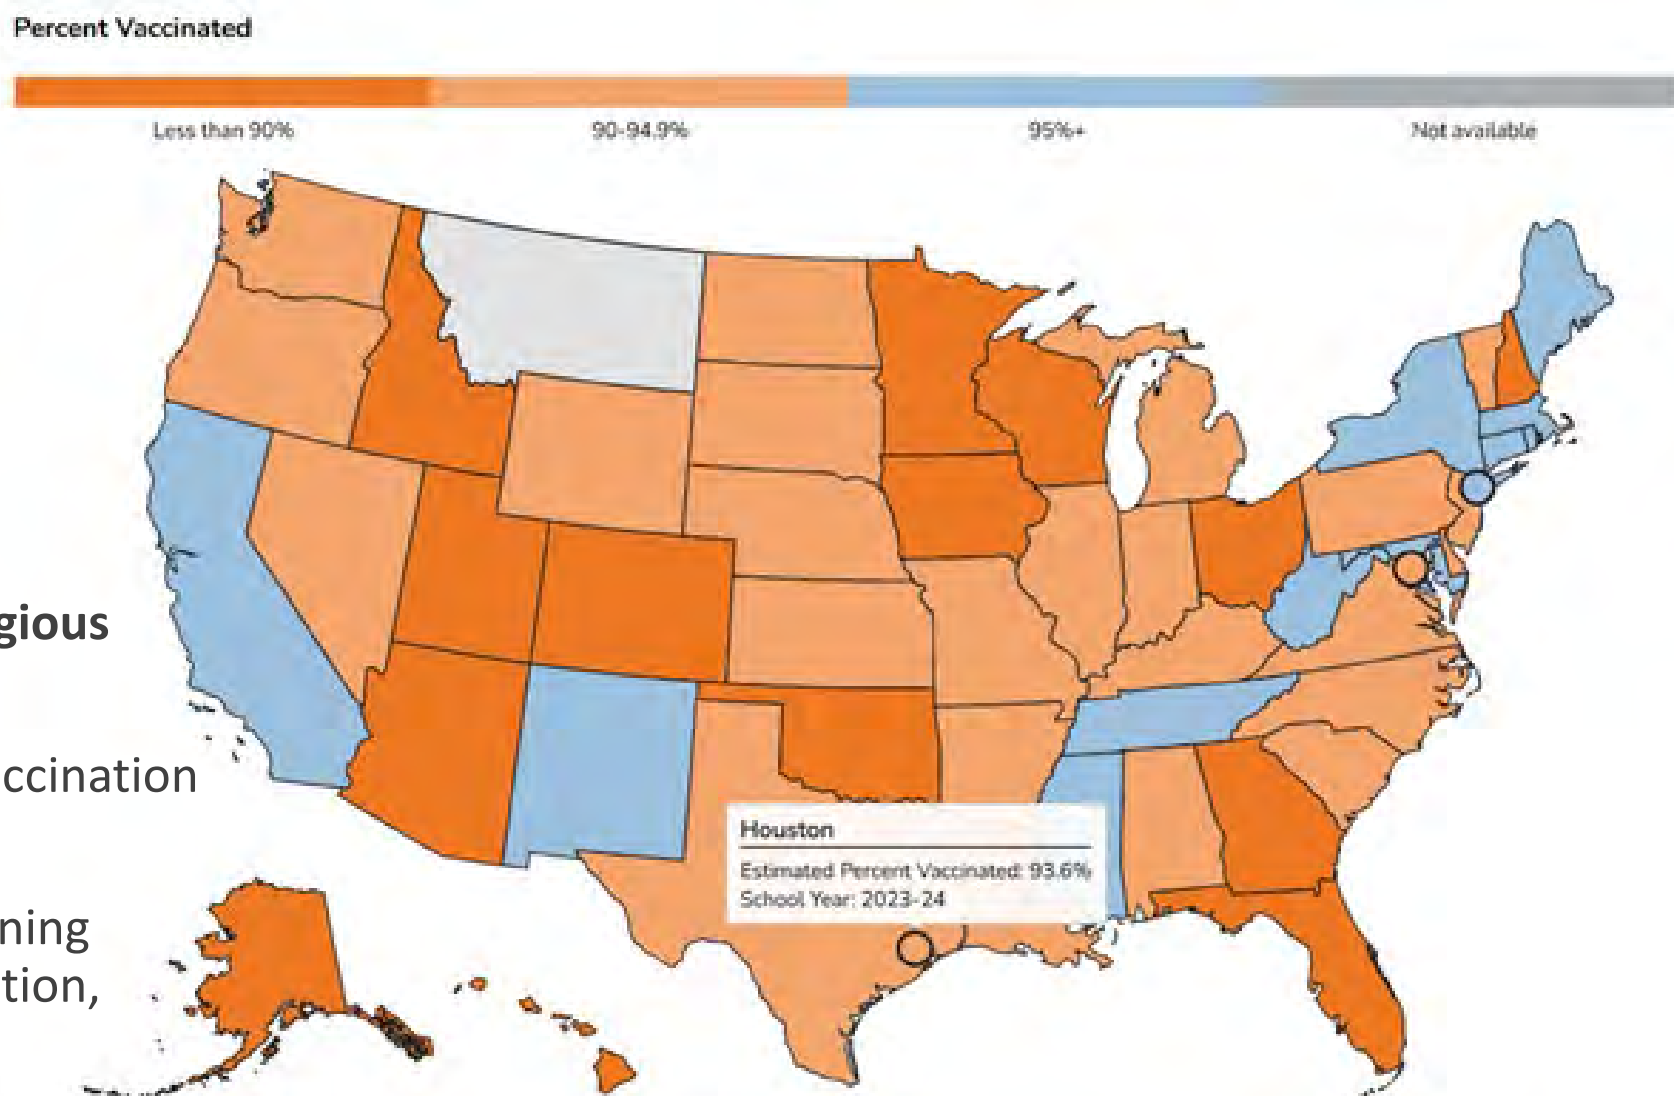 Percent Vaccinated
Less than 90%
90-94.9%
95%+
Not available
gious
ccination
Houston
Estimated Percent Vaccinated: 93.6%
School Year: 2023-24
ning
tion,